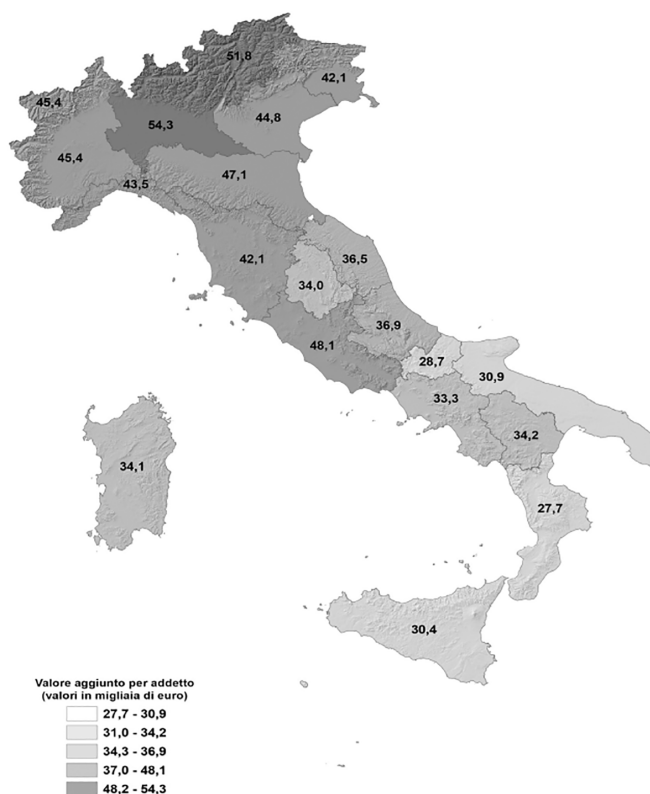 51,8
42,1
45,4
44,8
54,3
45,4
47,1
43,5
42,1
36,5
34,0
36,9
48,1
28,7
30,9
33,3
34,2
34,1
27,7
30,4
Valore aggiunto per addetto
(valori in migliaia di euro)
27,7 - 30,9
31,0 - 34,2
34,3 - 36,9
37,0 - 48,1
48,2 - 54,3